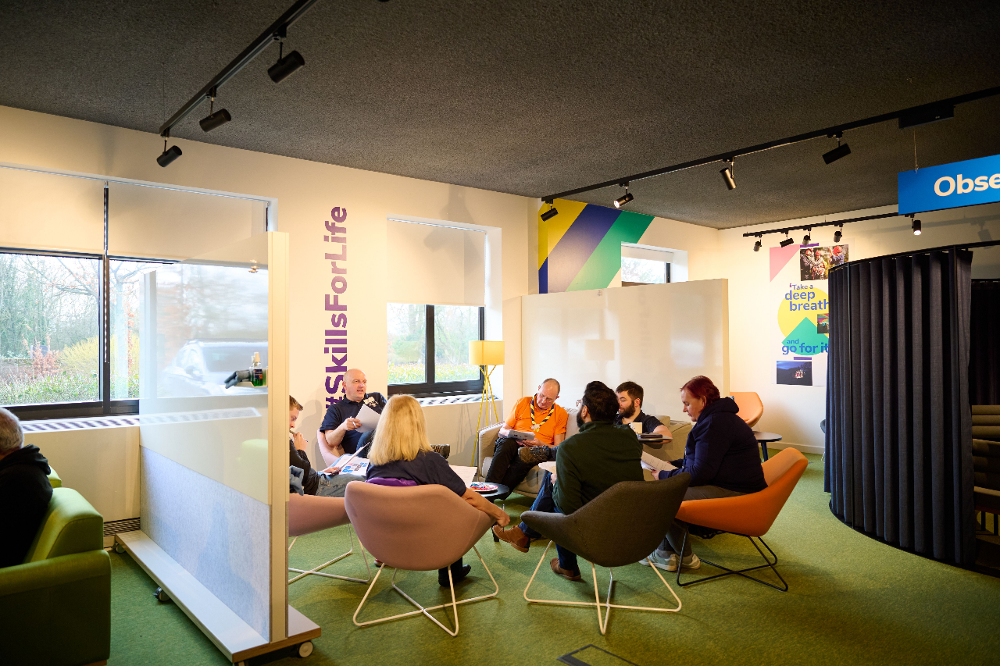 #SkillsForLife
Obse
'Take a
deep
breath
and
go for it